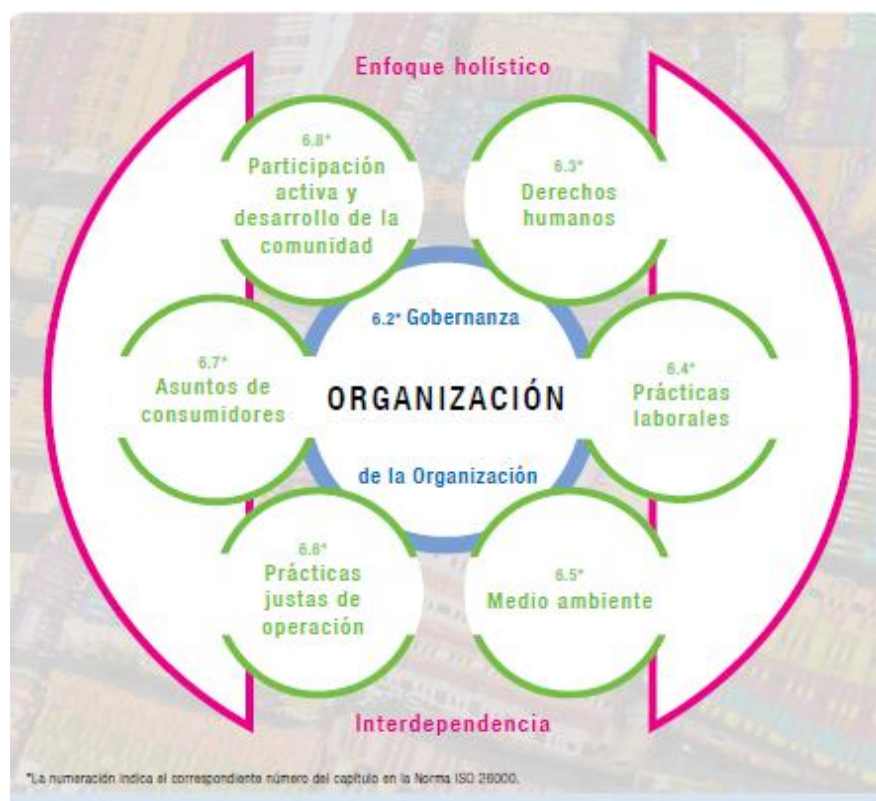 Enfoque holístico
6.8*
Participación
activa y
desarrollo de la
comunidad
6.3*
Derechos
humanos
6.2* Gobernanza
6.7*
Asuntos de
consumidores
ORGANIZACIÓN
6.4*
Prácticas
laborales
de la Organización
6.6*
Prácticas
justas de
operación
6.5*
Medio ambiente
Interdependencia
*La numeración indica el correspondiente número del capítulo en la Norma ISO 26000.